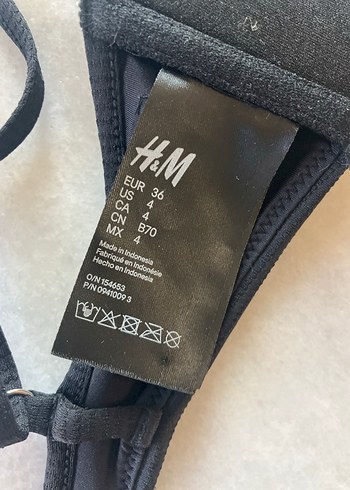 H&M
EUR 36
US 4
CA 4
CN B70
MX 4
Made in Indonesia
Fabriqué en Indonésie
Hecho en Indonesia
O/N 154653
P/N 0941009 3